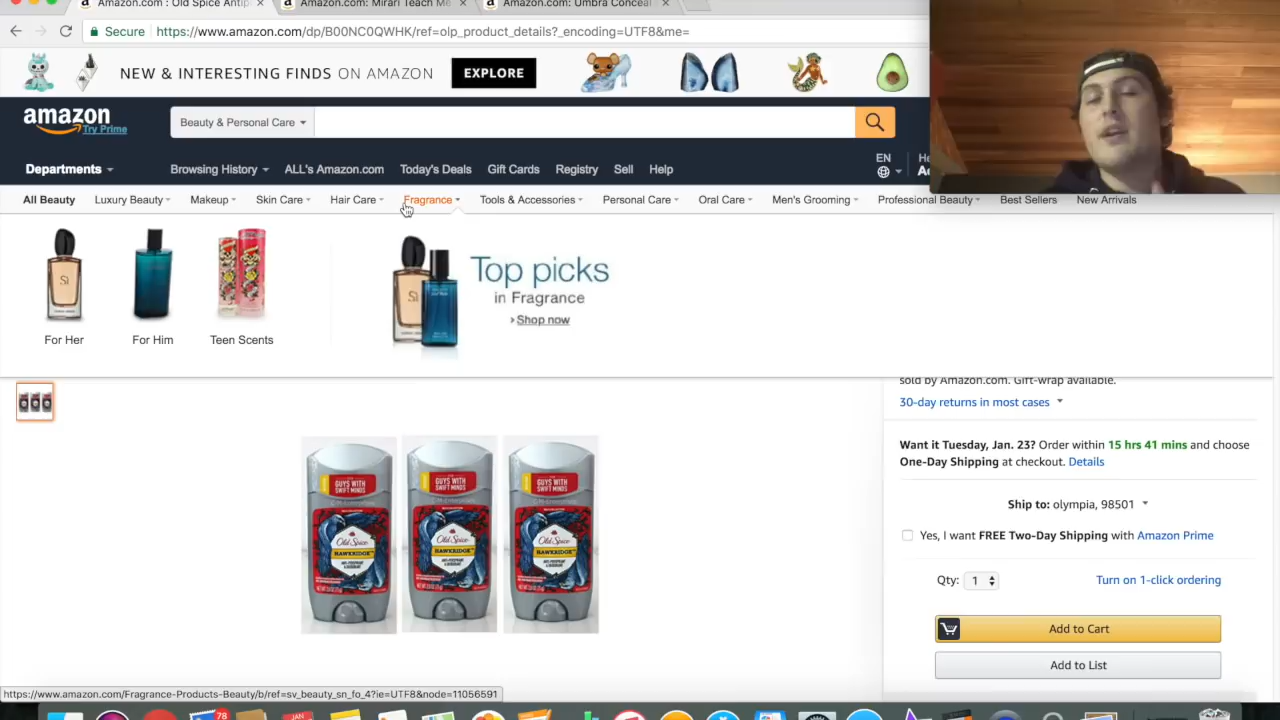 Amazon.com : Old Spice Antip
Amazon.com: Mirari Teach Me
Amazon.com: Umbra Conceal
Secure https://www.amazon.com/dp/B00NC0QWHK/ref=olp_product_details?_encoding=UTF8&me=
NEW & INTERESTING FINDS ON AMAZON EXPLORE
amazon
Try Prime
Beauty & Personal Care
Departments Browsing History ALL's Amazon.com Today's Deals Gift Cards Registry Sell Help
EN
All Beauty Luxury Beauty Makeup Skin Care Hair Care Fragrance Tools & Accessories Personal Care Oral Care Men's Grooming Professional Beauty Best Sellers New Arrivals
Top picks
in Fragrance
Shop now
For Her For Him Teen Scents
sold by Amazon.com. Gift-wrap available.
30-day returns in most cases
Want it Tuesday, Jan. 23? Order within 15 hrs 41 mins and choose
One-Day Shipping at checkout. Details
Ship to: olympia, 98501
Yes, I want FREE Two-Day Shipping with Amazon Prime
Qty: 1 Turn on 1-click ordering
Add to Cart
Add to List
GUYS WITH
SWIFT MINDS
Old Spice
HAWKRIDGE
GUYS WITH
SWIFT MINDS
Old Spice
HAWKRIDGE
GUYS WITH
SWIFT MINDS
Old Spice
HAWKRIDGE
https://www.amazon.com/Fragrance-Products-Beauty/b/ref=sv_beauty_sn_fo_4?ie=UTF8&node=11056591
78
JAN